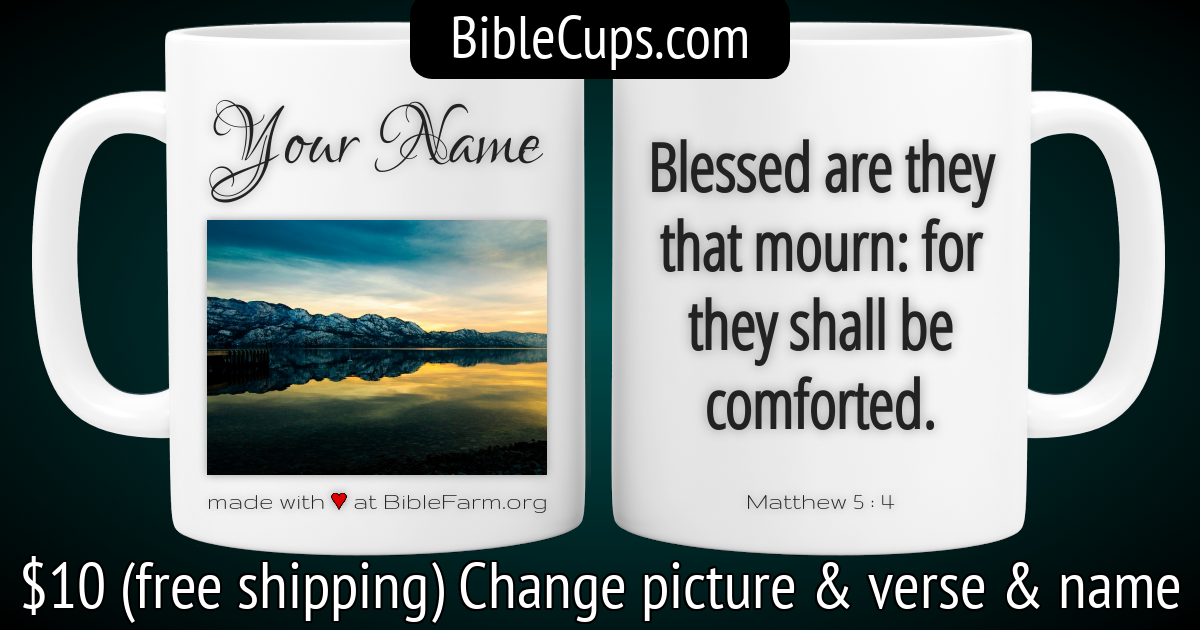 BibleCups.com
Your Name
made with ♥ at BibleFarm.org
Blessed are they
that mourn: for
they shall be
comforted.
Matthew 5 : 4
$10 (free shipping) Change picture & verse & name